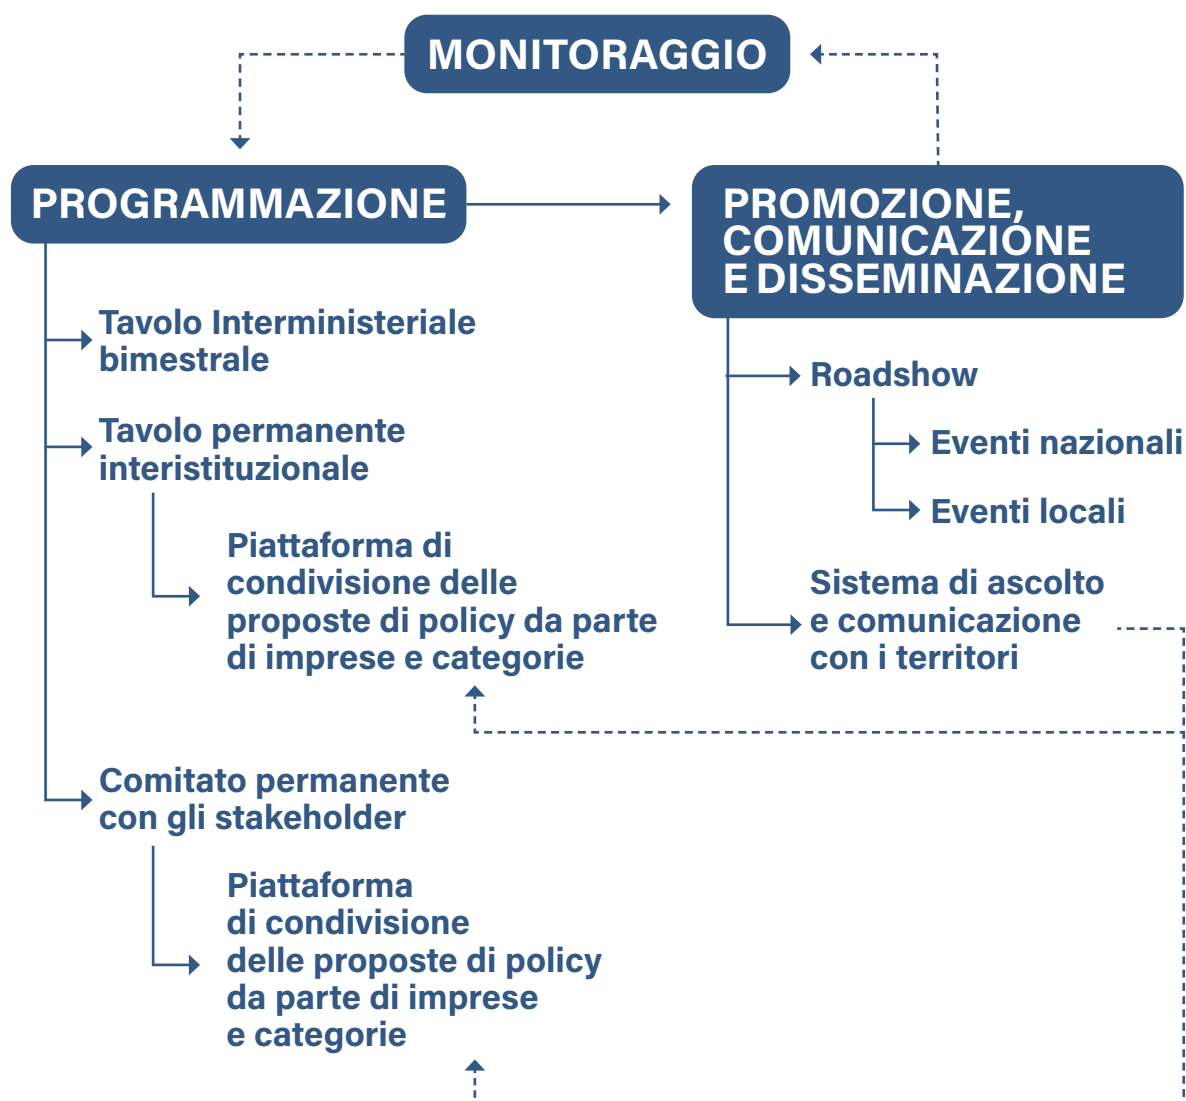 MONITORAGGIO
PROGRAMMAZIONE
PROMOZIONE,
COMUNICAZIONE
E DISSEMINAZIONE
Tavolo Interministeriale
bimestrale
Tavolo permanente
interistituzionale
Piattaforma di
condivisione delle
proposte di policy da parte
di imprese e categorie
Comitato permanente
con gli stakeholder
Piattaforma
di condivisione
delle proposte di policy
da parte di imprese
e categorie
Roadshow
Eventi nazionali
Eventi locali
Sistema di ascolto
e comunicazione
con i territori